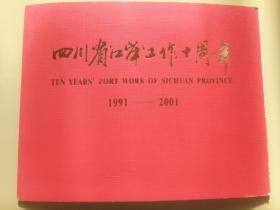 四川省口岸工作十周年
TEN YEARS' PORT WORK OF SICHUAN PROVINCE
1991 —— 2001